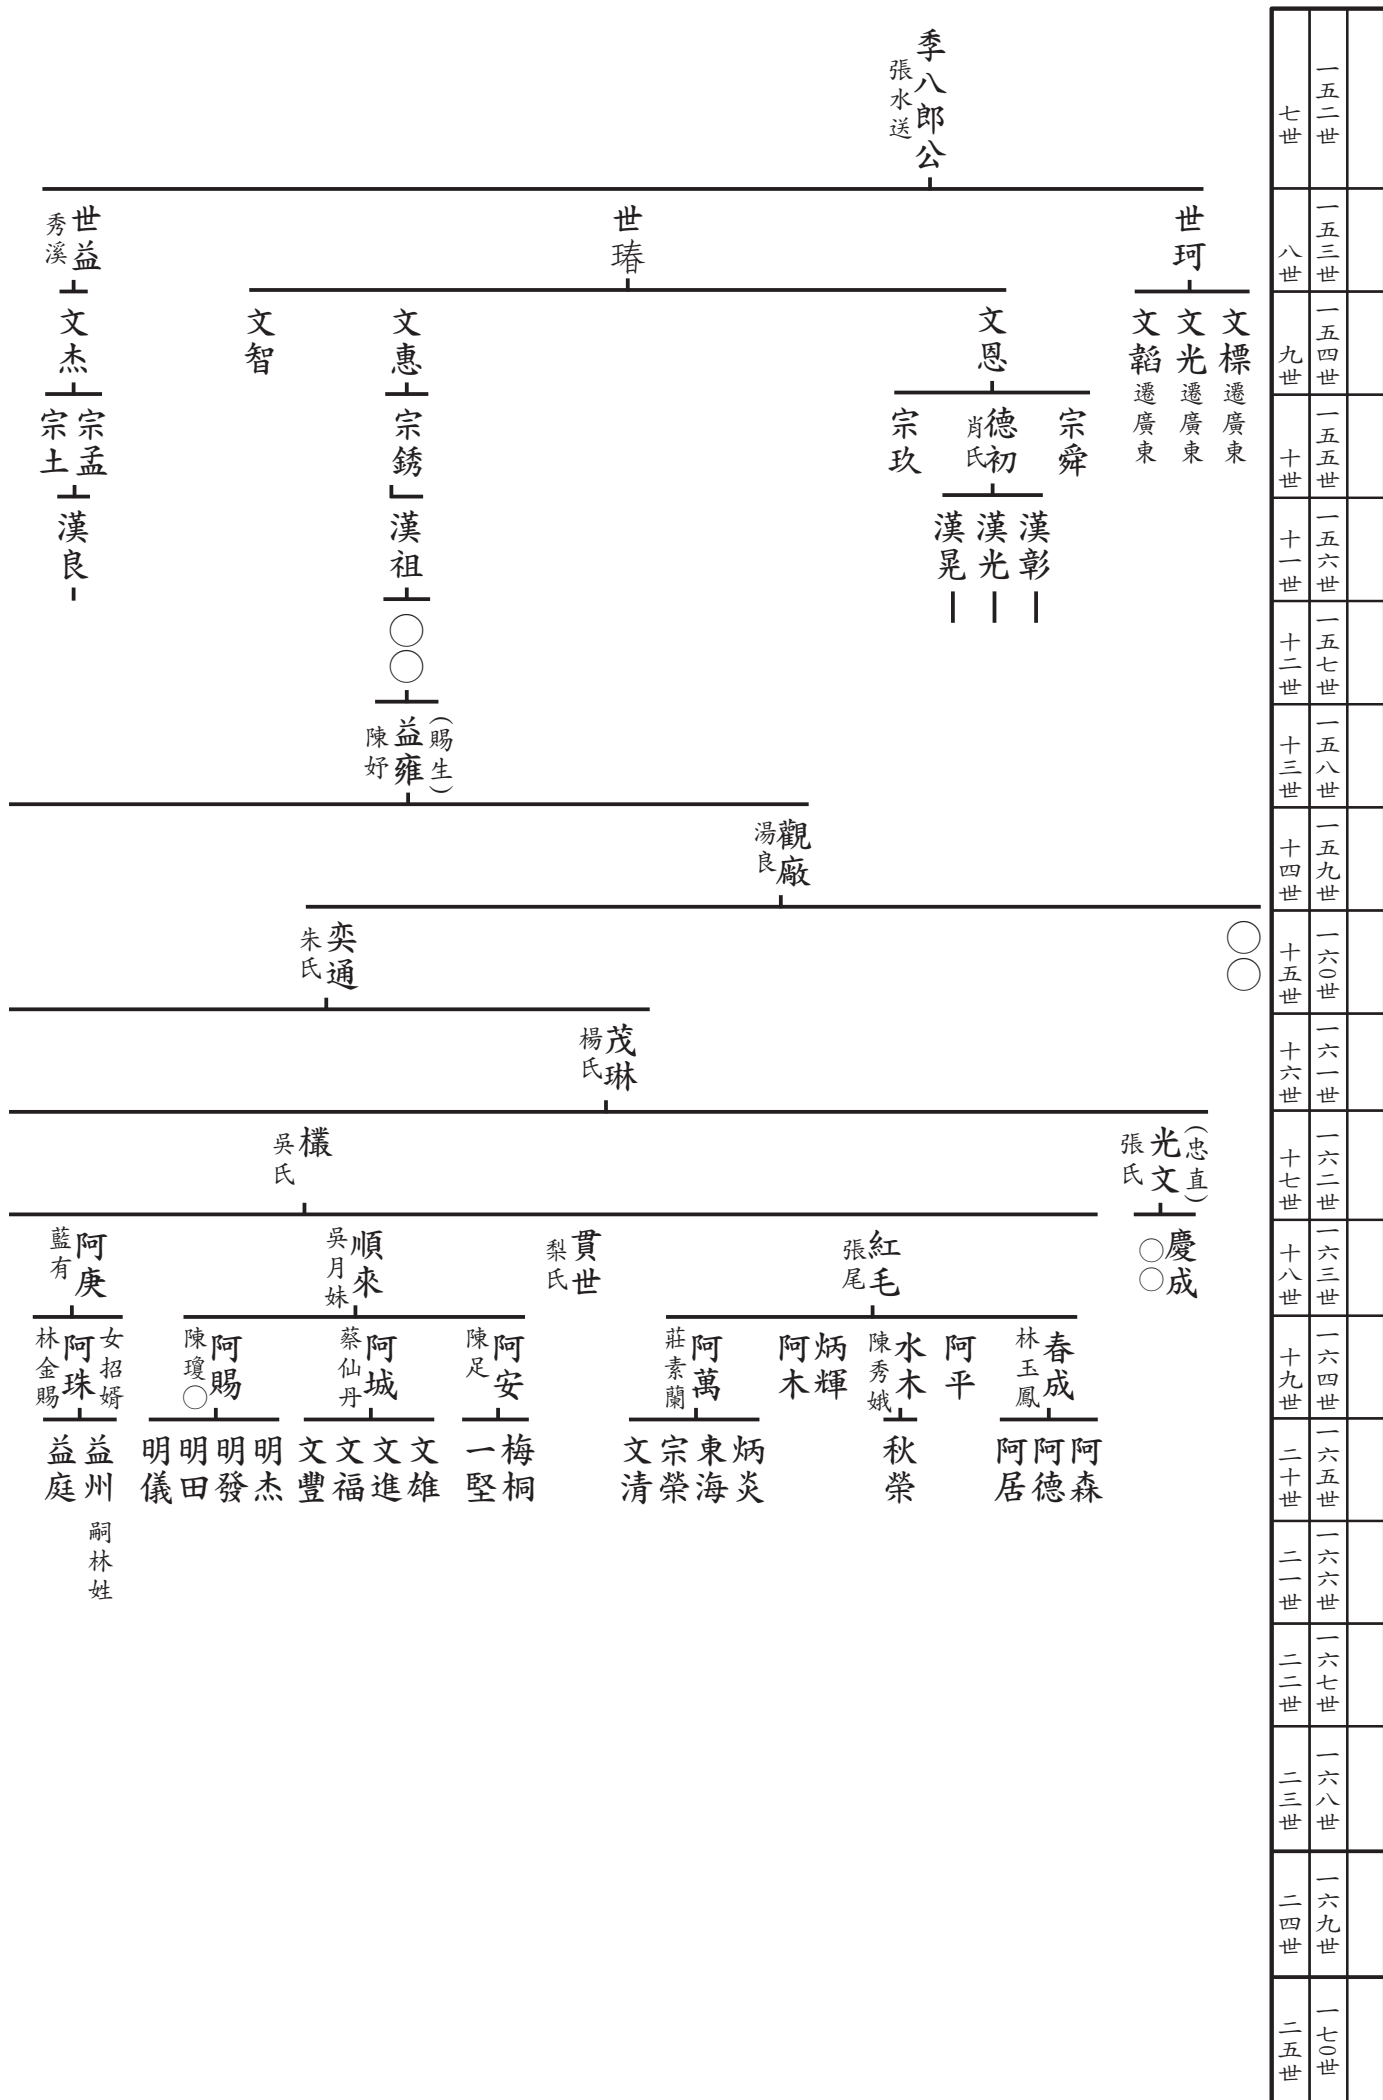 一五二世
一五三世
一五四世
一五五世
一五六世
一五七世
一五八世
一五九世
一六0世
一六一世
一六二世
一六三世
一六四世
一六五世
一六六世
一六七世
一六八世
一六九世
一七0世
七世
八世
九世
十世
十一世
十二世
十三世
十四世
十五世
十六世
十七世
十八世
十九世
二十世
二一世
二二世
二三世
二四世
二五世
季八郎公
張水送
世珂
世瑃
世益
秀溪
文標
遷廣東
文光
遷廣東
文韜
遷廣東
文恩
文惠
文智
文杰
宗舜
德初
肖氏
宗玖
宗銹
宗孟
宗土
漢彰
漢光
漢晃
漢祖
漢良
〇〇
(賜生)
益雍
陳妤
觀廠
湯良
〇〇
奕通
朱氏
茂琳
楊氏
(忠直)
光文
張氏
欉
吳氏
慶成
〇〇
紅毛
張尾
貫世
梨氏
順來
吳月妹
阿庚
藍有
春成
林玉鳳
阿平
水木
陳秀娥
炳輝
阿木
阿萬
莊素蘭
阿安
陳足
阿城
蔡仙丹
阿賜
陳瓊〇
女招婿
阿珠
林金賜
阿森
阿德
阿居
秋榮
炳炎
東海
宗榮
文清
梅桐
一堅
文雄
文進
文福
文豐
明杰
明發
明田
明儀
益州
嗣林姓
益庭